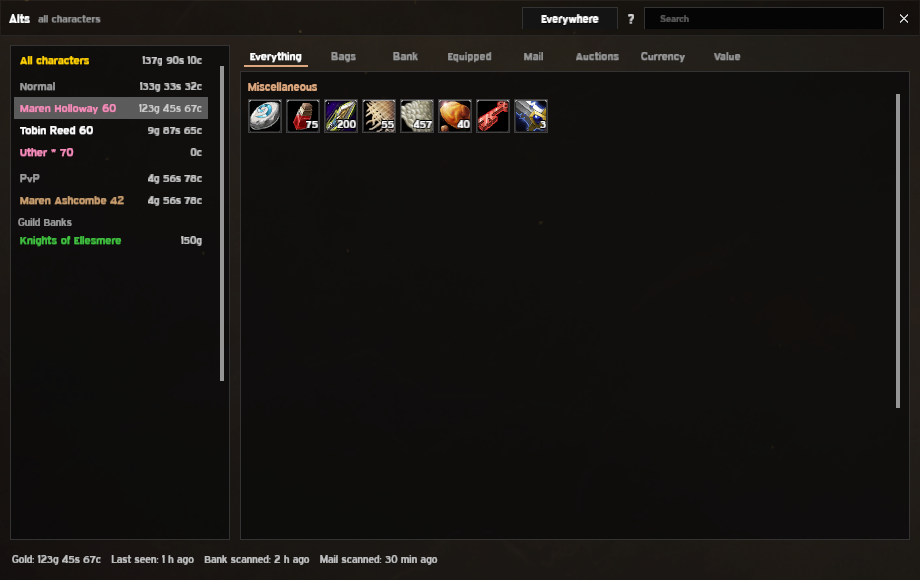 Alts all characters Everywhere ? Search ×
All characters 137g 90s 10c
Normal 133g 33s 32c
Maren Holloway 60 123g 45s 67c
Tobin Reed 60 9g 87s 65c
Uther * 70 0c
PvP 4g 56s 78c
Maren Ashcombe 42 4g 56s 78c
Guild Banks
Knights of Ellesmere 150g
Everything Bags Bank Equipped Mail Auctions Currency Value
Miscellaneous
75 200 55 457 40 3
Gold: 123g 45s 67c Last seen: 1 h ago Bank scanned: 2 h ago Mail scanned: 30 min ago